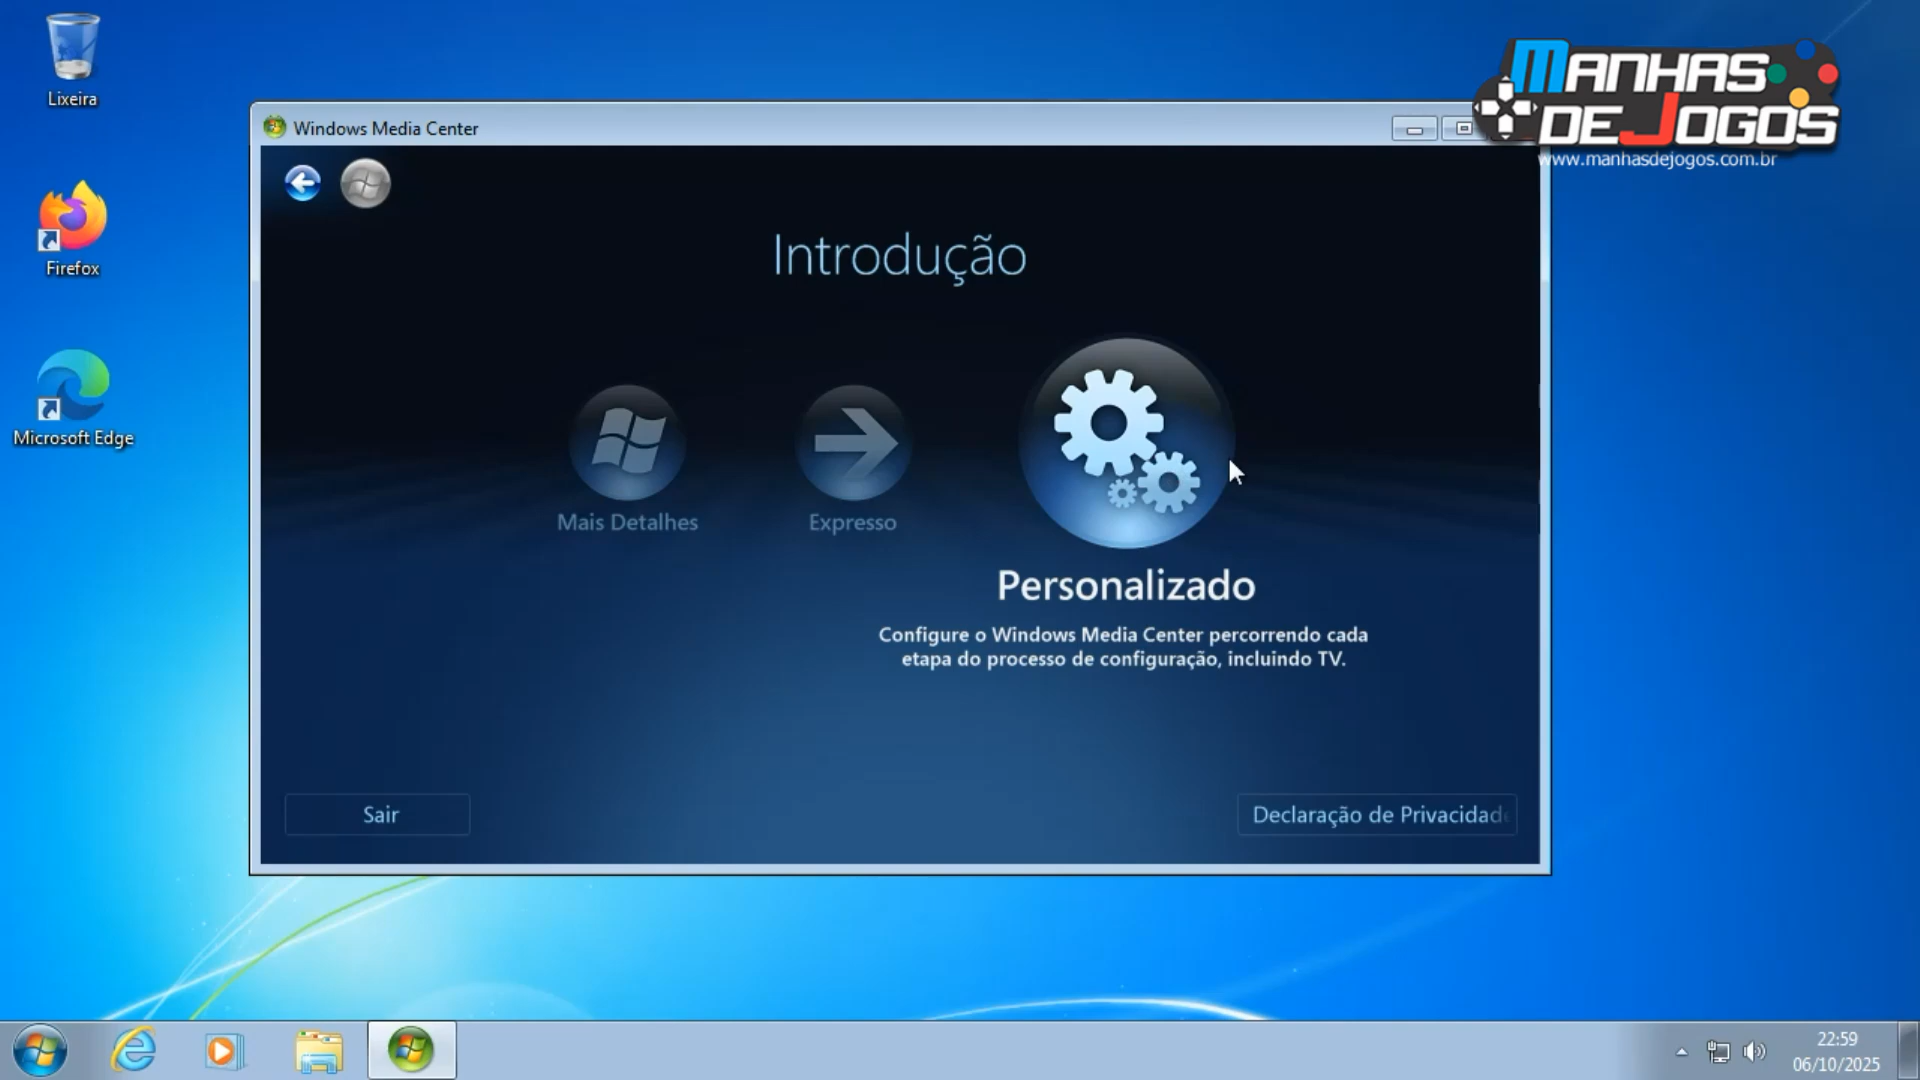 Lixeira
Firefox
Microsoft Edge
Windows Media Center
MANHAS
DE JOGOS
www.manhasdejogos.com.br
Introdução
Mais Detalhes
Expresso
Personalizado
Configure o Windows Media Center percorrendo cada
etapa do processo de configuração, incluindo TV.
Sair
Declaração de Privacidad
22:59
06/10/2025